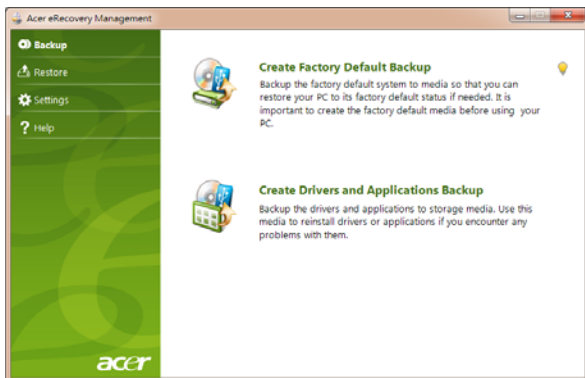 Acer eRecovery Management
Backup
Restore
Settings
Help
Create Factory Default Backup
Backup the factory default system to media so that you can
restore your PC to its factory default status if needed. It is
important to create the factory default media before using your
PC.
Create Drivers and Applications Backup
Backup the drivers and applications to storage media. Use this
media to reinstall drivers or applications if you encounter any
problems with them.
acer